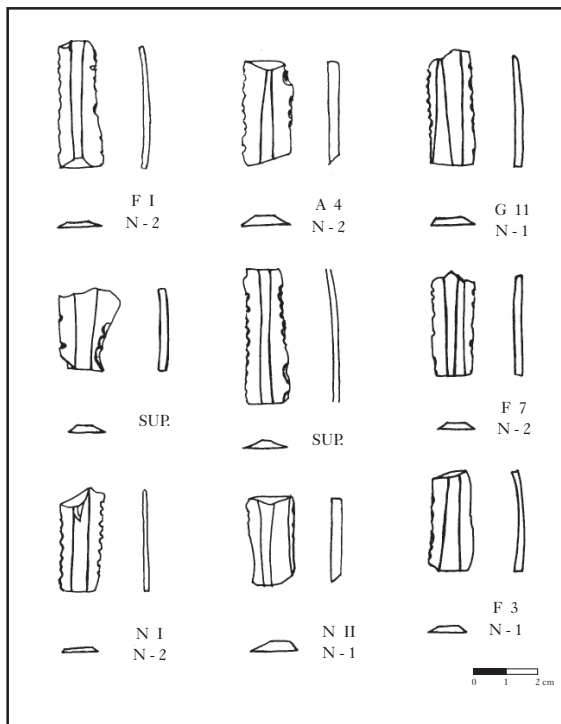 F I
N - 2
A 4
N - 2
G 11
N - 1
SUP.
SUP.
F 7
N - 2
N I
N - 2
N II
N - 1
F 3
N - 1
0 1 2 cm